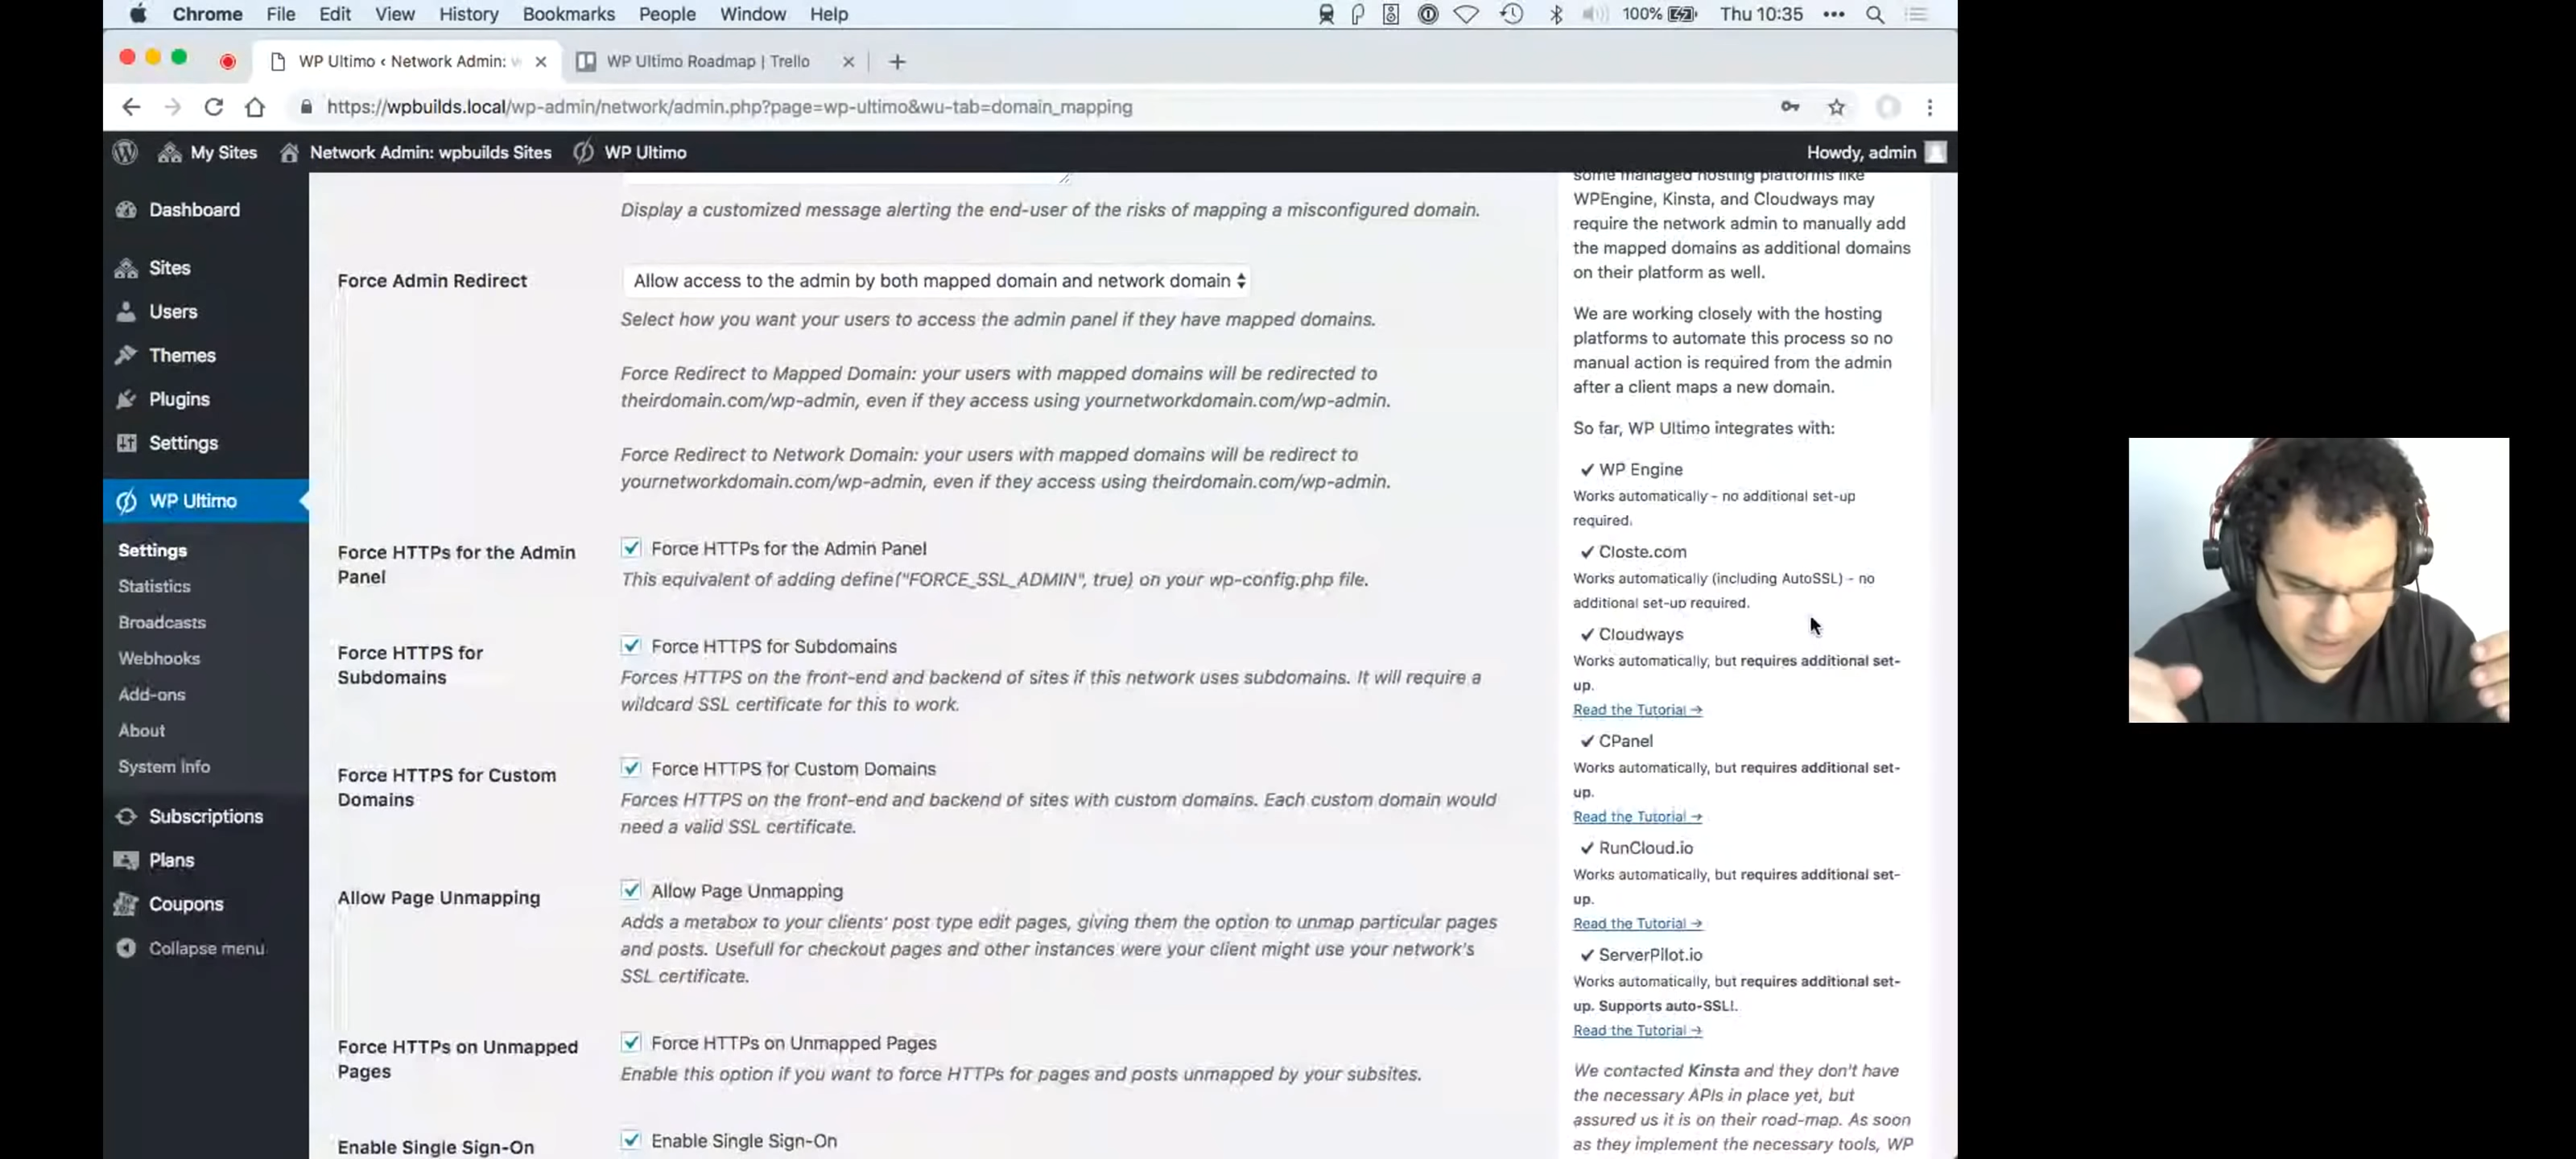 Chrome File Edit View History Bookmarks People Window Help 100% Thu 10:35
WP Ultimo ‹ Network Admin: WP Ultimo Roadmap | Trello
https://wpbuilds.local/wp-admin/network/admin.php?page=wp-ultimo&wu-tab=domain_mapping
My Sites Network Admin: wpbuilds Sites WP Ultimo Howdy, admin
Dashboard
Sites
Users
Themes
Plugins
Settings
WP Ultimo
Settings
Statistics
Broadcasts
Webhooks
Add-ons
About
System Info
Subscriptions
Plans
Coupons
Collapse menu
Display a customized message alerting the end-user of the risks of mapping a misconfigured domain.
Force Admin Redirect
Allow access to the admin by both mapped domain and network domain
Select how you want your users to access the admin panel if they have mapped domains.
Force Redirect to Mapped Domain: your users with mapped domains will be redirected to
theirdomain.com/wp-admin, even if they access using yournetworkdomain.com/wp-admin.
Force Redirect to Network Domain: your users with mapped domains will be redirect to
yournetworkdomain.com/wp-admin, even if they access using theirdomain.com/wp-admin.
Force HTTPs for the Admin
Panel
Force HTTPs for the Admin Panel
This equivalent of adding define("FORCE_SSL_ADMIN", true) on your wp-config.php file.
Force HTTPS for
Subdomains
Force HTTPS for Subdomains
Forces HTTPS on the front-end and backend of sites if this network uses subdomains. It will require a
wildcard SSL certificate for this to work.
Force HTTPS for Custom
Domains
Force HTTPS for Custom Domains
Forces HTTPS on the front-end and backend of sites with custom domains. Each custom domain would
need a valid SSL certificate.
Allow Page Unmapping
Allow Page Unmapping
Adds a metabox to your clients' post type edit pages, giving them the option to unmap particular pages
and posts. Usefull for checkout pages and other instances were your client might use your network's
SSL certificate.
Force HTTPs on Unmapped
Pages
Force HTTPs on Unmapped Pages
Enable this option if you want to force HTTPs for pages and posts unmapped by your subsites.
Enable Single Sign-On
Enable Single Sign-On
some managed hosting platforms like
WPEngine, Kinsta, and Cloudways may
require the network admin to manually add
the mapped domains as additional domains
on their platform as well.
We are working closely with the hosting
platforms to automate this process so no
manual action is required from the admin
after a client maps a new domain.
So far, WP Ultimo integrates with:
✔ WP Engine
Works automatically - no additional set-up
required.
✔ Closte.com
Works automatically (including AutoSSL) - no
additional set-up required.
✔ Cloudways
Works automatically, but requires additional set-
up.
Read the Tutorial →
✔ CPanel
Works automatically, but requires additional set-
up.
Read the Tutorial →
✔ RunCloud.io
Works automatically, but requires additional set-
up.
Read the Tutorial →
✔ ServerPilot.io
Works automatically, but requires additional set-
up. Supports auto-SSL!.
Read the Tutorial →
We contacted Kinsta and they don't have
the necessary APIs in place yet, but
assured us it is on their road-map. As soon
as they implement the necessary tools, WP